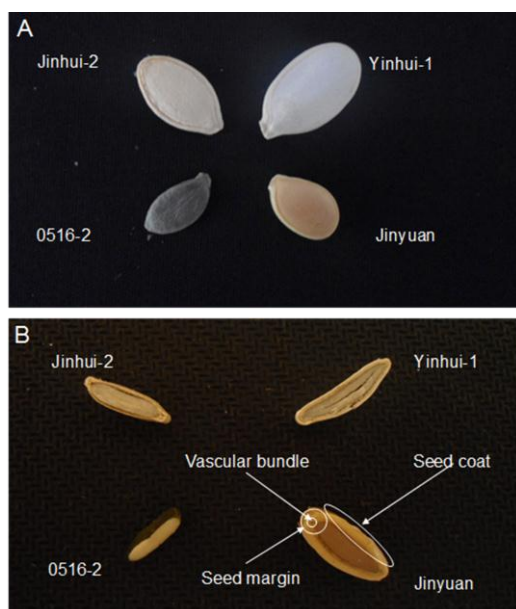 A
Jinhui-2
Yinhui-1
0516-2
Jinyuan
B
Jinhui-2
Yinhui-1
Vascular bundle
Seed coat
0516-2
Seed margin
Jinyuan